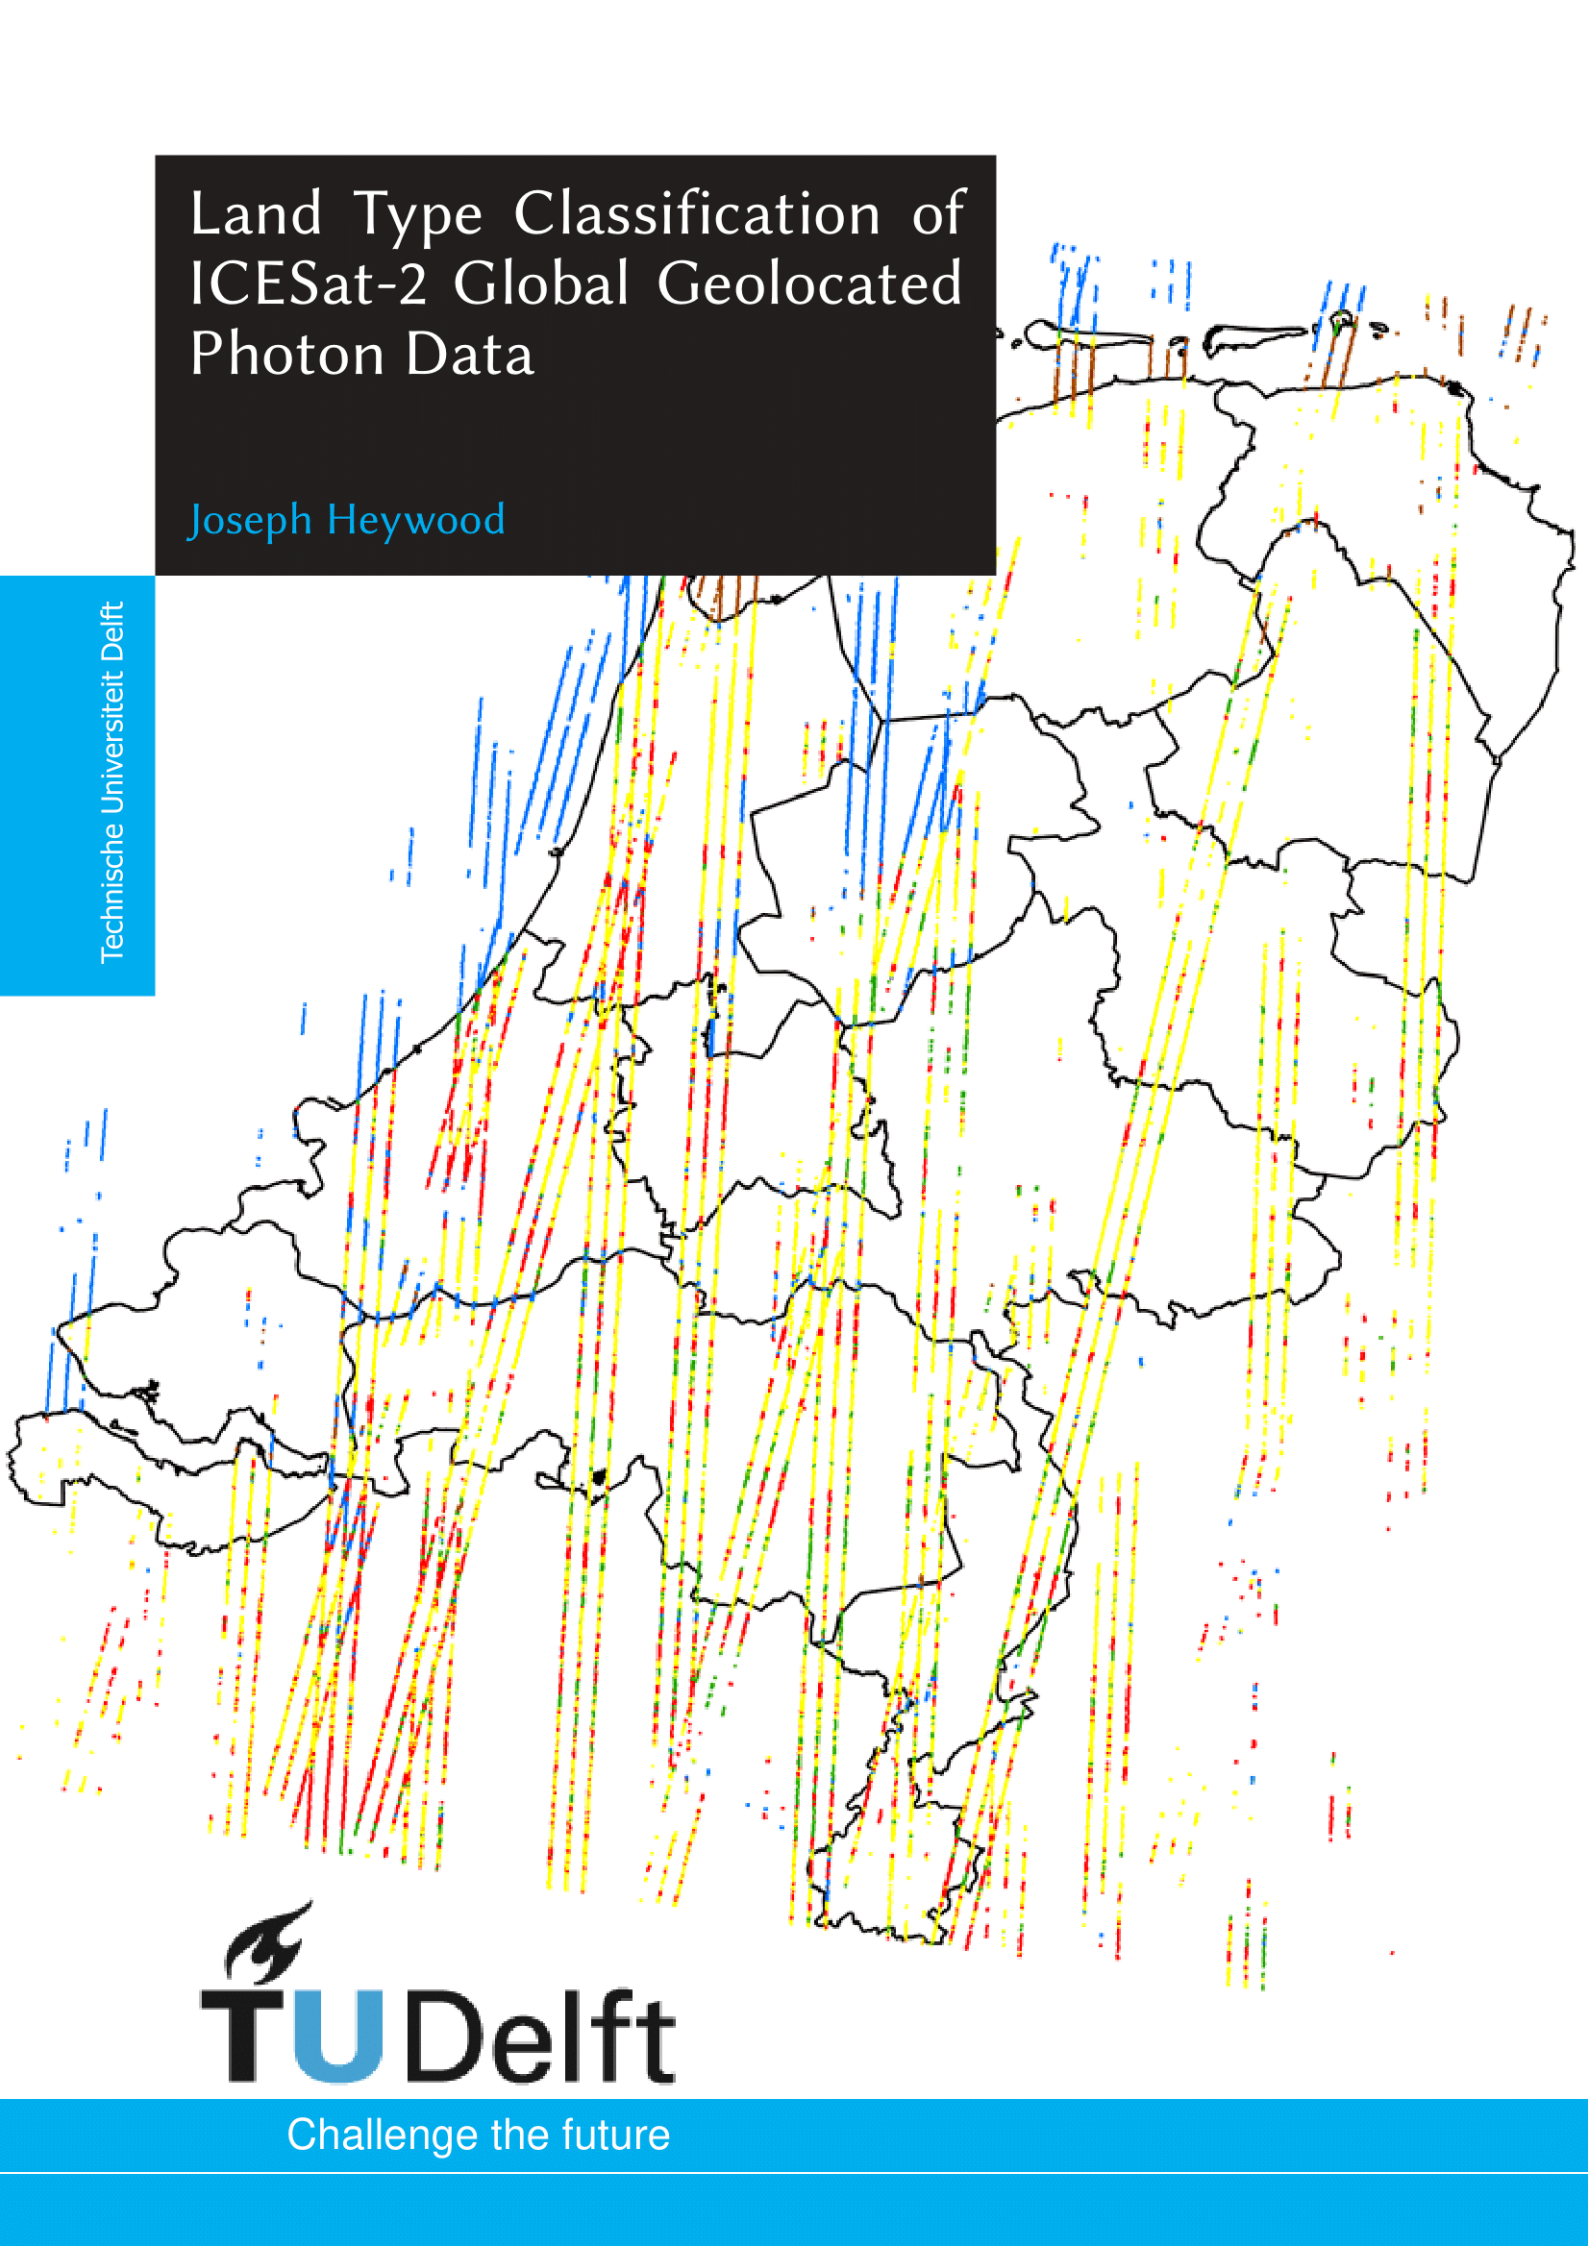 Land Type Classification of
ICESat-2 Global Geolocated
Photon Data
Joseph Heywood
Technische Universiteit Delft
TUDelft
Challenge the future